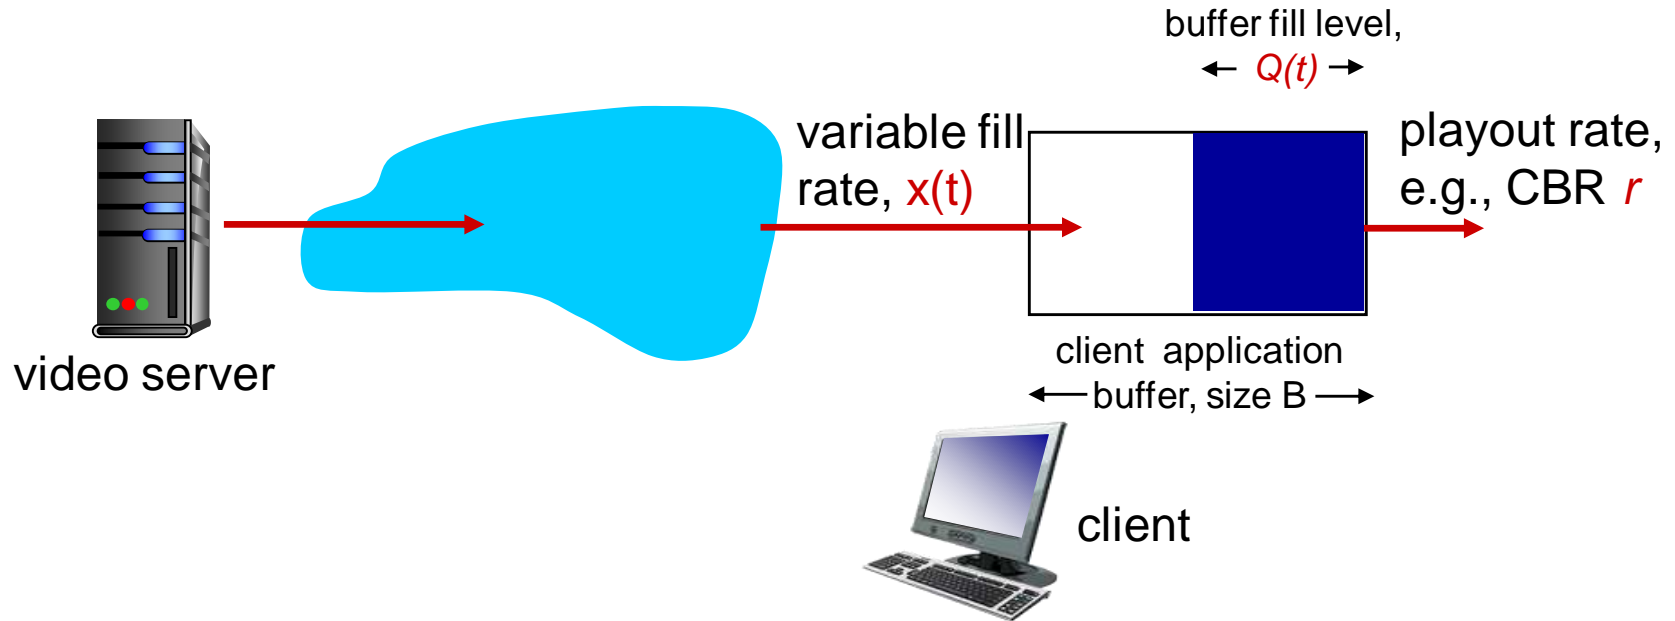 buffer fill level,
Q(t)
variable fill
rate, x(t)
playout rate,
e.g., CBR r
video server
client application
buffer, size B
client